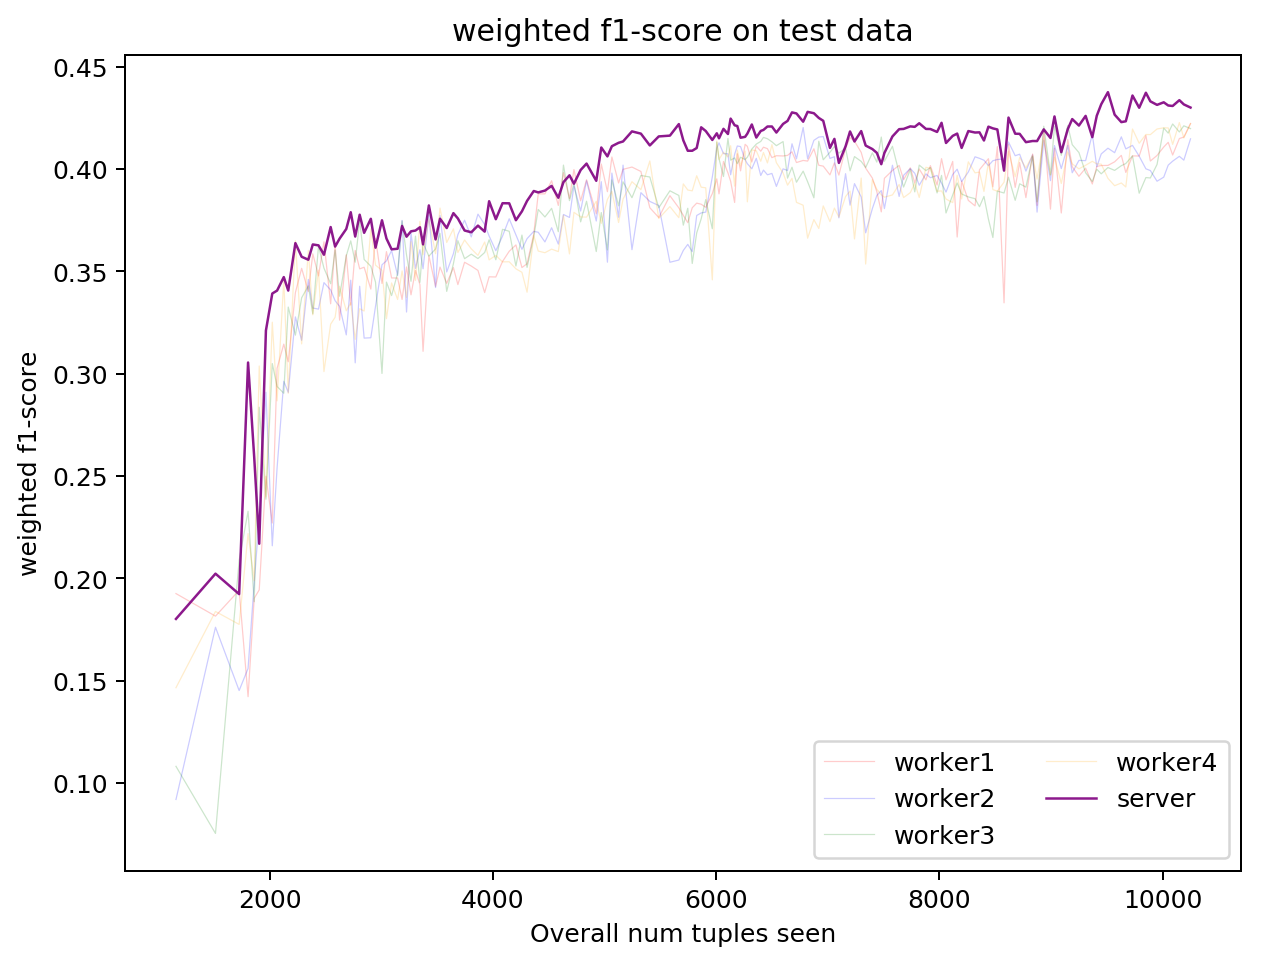 weighted f1-score on test data
weighted f1-score
0.45
0.40
0.35
0.30
0.25
0.20
0.15
0.10
2000 4000 6000 8000 10000
Overall num tuples seen
worker1 worker4
worker2 server
worker3